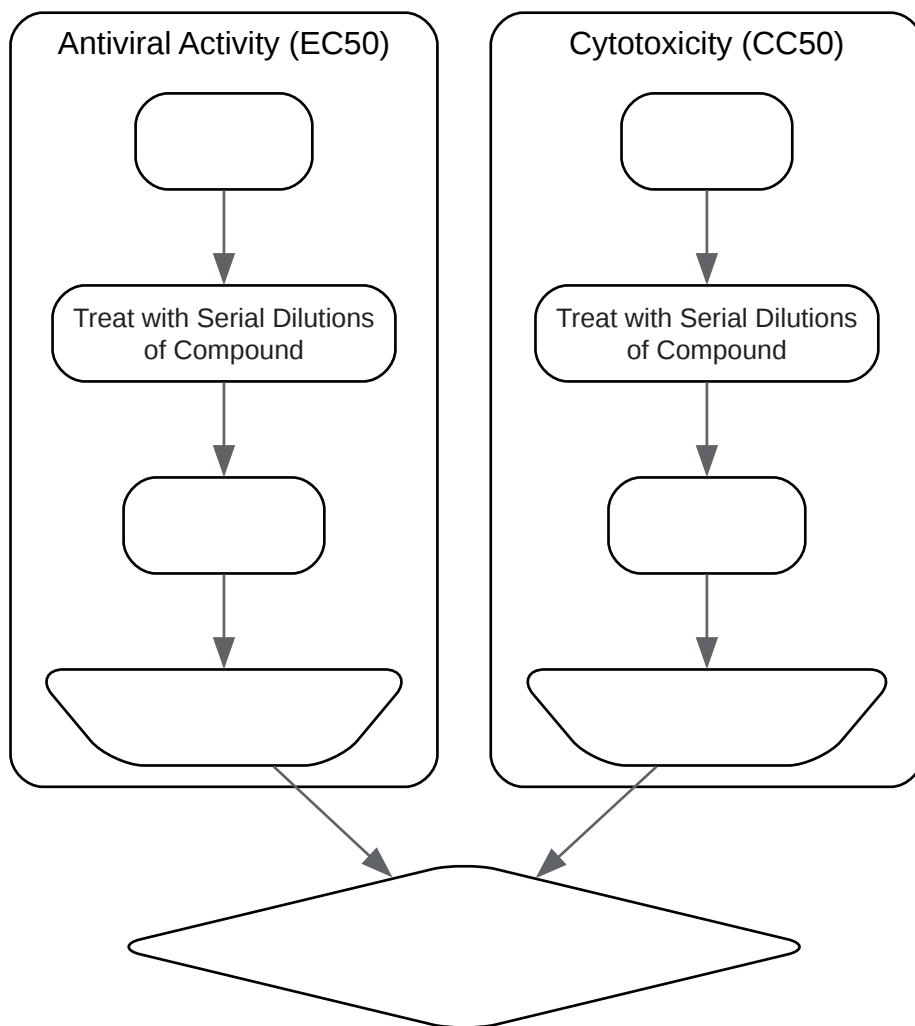 Antiviral Activity (EC50)
Treat with Serial Dilutions
of Compound
Cytotoxicity (CC50)
Treat with Serial Dilutions
of Compound